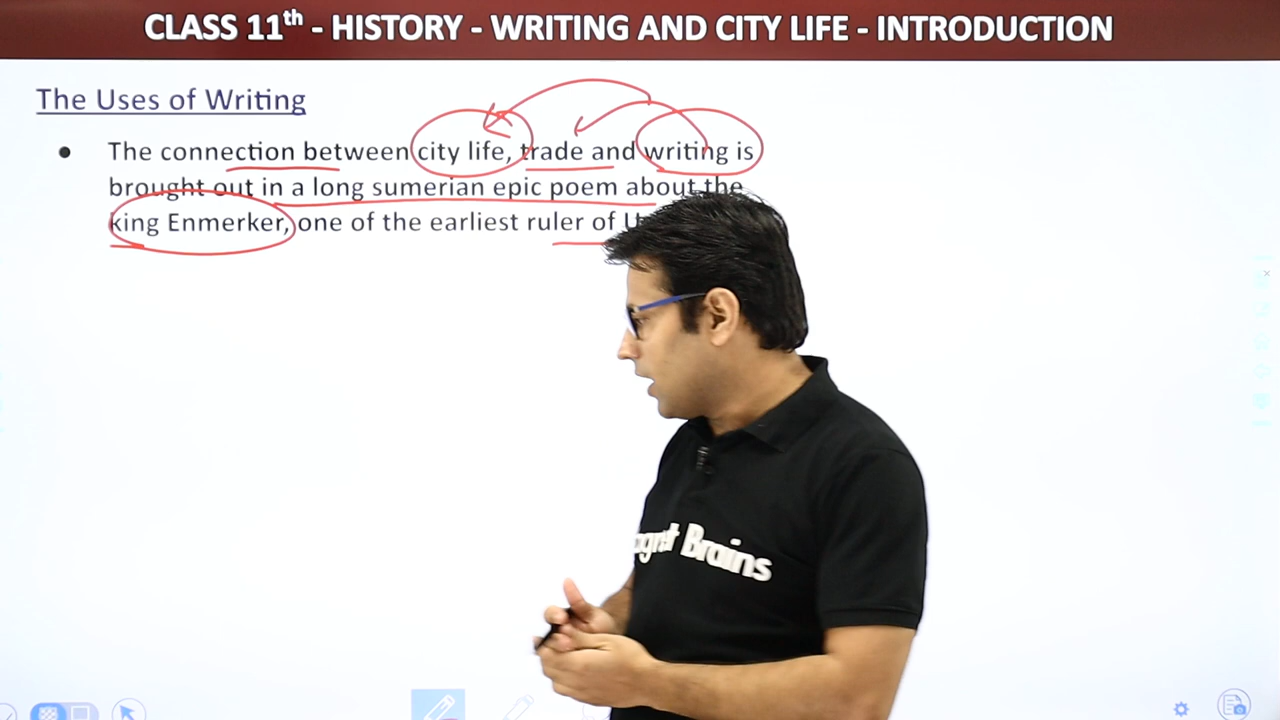 CLASS 11th - HISTORY - WRITING AND CITY LIFE - INTRODUCTION
The Uses of Writing
● The connection between city life, trade and writing is
brought out in a long sumerian epic poem about the
king Enmerker, one of the earliest ruler of
Brains